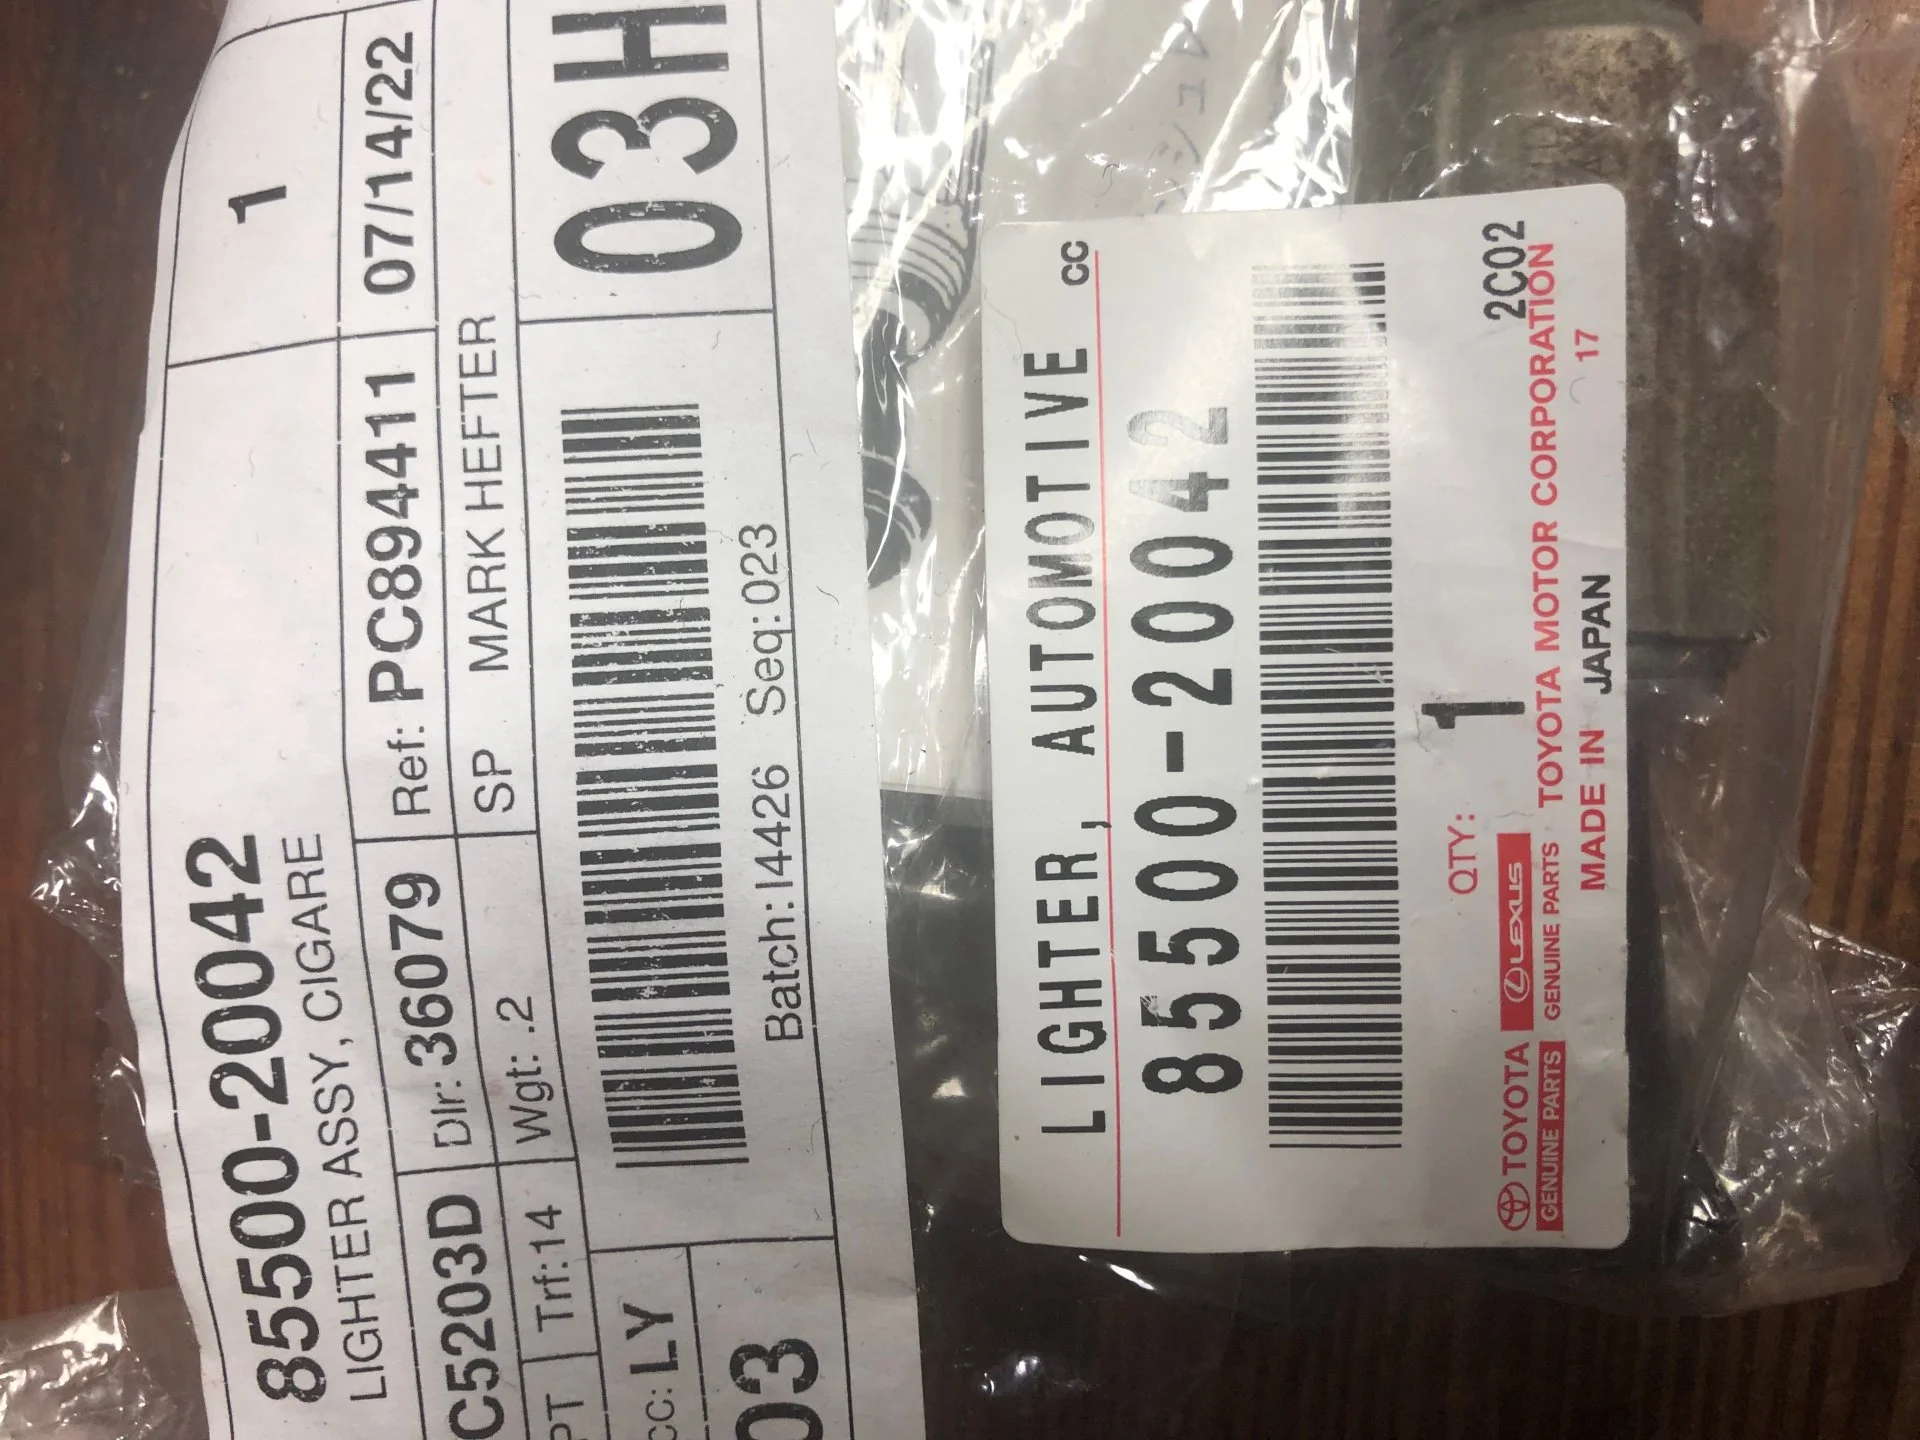 85500-20042
1
LIGHTER ASSY, CIGARE
C5203D
Dlr: 36079
Ref: PC894411
07/14/22
PT
Trf:14
Wgt: .2
SP MARK HEFTER
CC: LY
03
Batch:I4426 Seq:023
03H
LIGHTER, AUTOMOTIVE CC
85500-20042
QTY: 1
2C02
TOYOTA
GENUINE PARTS
LEXUS
GENUINE PARTS
TOYOTA MOTOR CORPORATION
MADE IN JAPAN
17